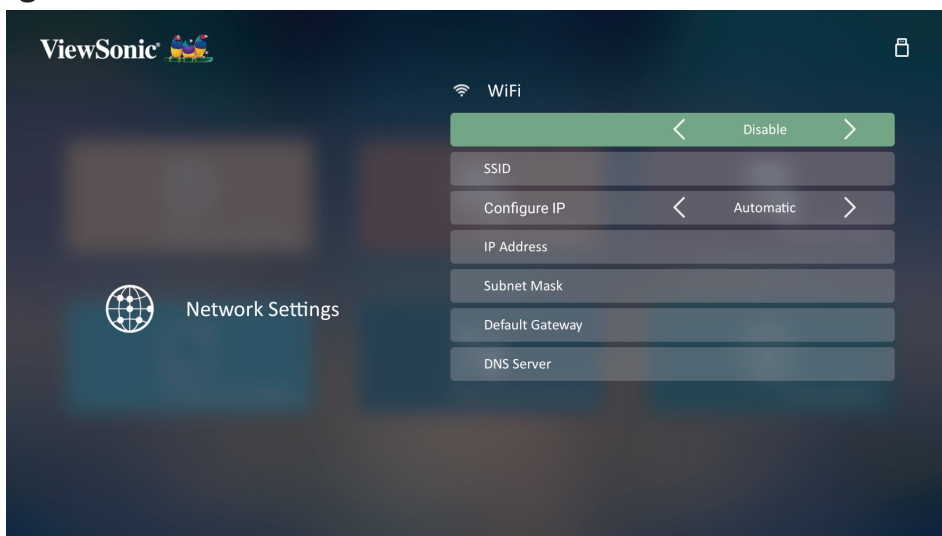 ViewSonic®
WiFi
Disable
SSID
Configure IP Automatic
IP Address
Subnet Mask
Network Settings
Default Gateway
DNS Server